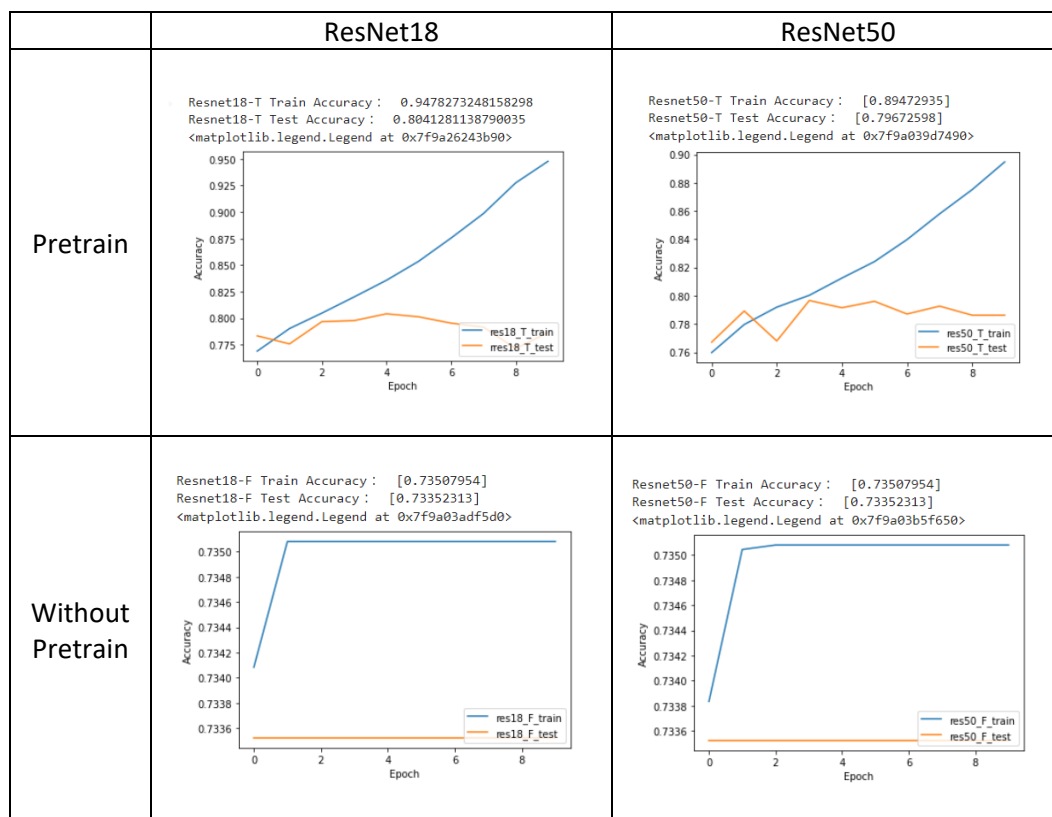 ResNet18
ResNet50
Pretrain
Resnet18-T Train Accuracy : 0.9478273248158298
Resnet18-T Test Accuracy : 0.8041281138790035
<matplotlib.legend.Legend at 0x7f9a26243b90>
0.950
0.925
0.900
0.875
0.850
0.825
0.800
0.775
Accuracy
res18_T_train
rres18_T_test
0 2 4 6 8
Epoch
Resnet50-T Train Accuracy : [0.89472935]
Resnet50-T Test Accuracy : [0.79672598]
<matplotlib.legend.Legend at 0x7f9a039d7490>
0.90
0.88
0.86
0.84
0.82
0.80
0.78
0.76
Accuracy
res50_T_train
res50_T_test
0 2 4 6 8
Epoch
Without
Pretrain
Resnet18-F Train Accuracy : [0.73507954]
Resnet18-F Test Accuracy : [0.73352313]
<matplotlib.legend.Legend at 0x7f9a03adf5d0>
0.7350
0.7348
0.7346
0.7344
0.7342
0.7340
0.7338
0.7336
Accuracy
res18_F_train
res18_F_test
0 2 4 6 8
Epoch
Resnet50-F Train Accuracy : [0.73507954]
Resnet50-F Test Accuracy : [0.73352313]
<matplotlib.legend.Legend at 0x7f9a03b5f650>
0.7350
0.7348
0.7346
0.7344
0.7342
0.7340
0.7338
0.7336
Accuracy
res50_F_train
res50_F_test
0 2 4 6 8
Epoch